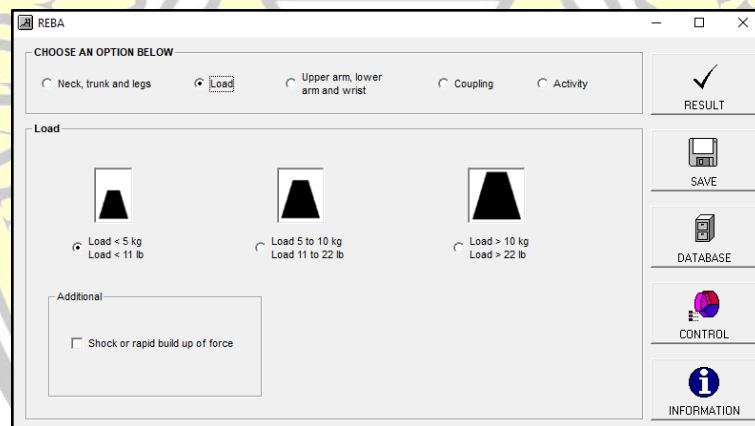 REBA
CHOOSE AN OPTION BELOW
Neck, trunk and legs
Load
Upper arm, lower
arm and wrist
Coupling
Activity
RESULT
Load
SAVE
Load < 5 kg
Load < 11 lb
Load 5 to 10 kg
Load 11 to 22 lb
Load > 10 kg
Load > 22 lb
DATABASE
Additional
Shock or rapid build up of force
CONTROL
INFORMATION